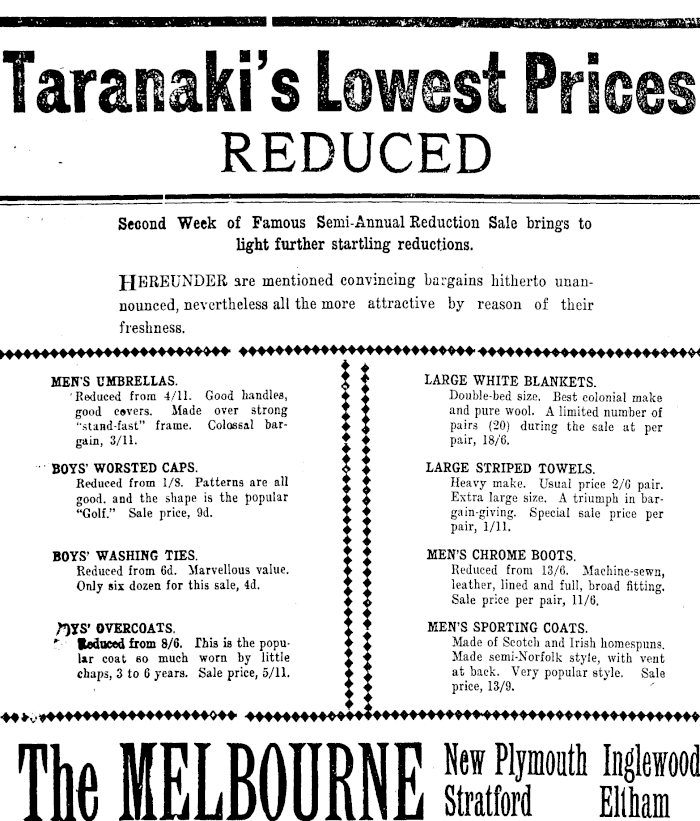 Taranaki's Lowest Prices
REDUCED
Second Week of Famous Semi-Annual Reduction Sale brings to
light further startling reductions.
HEREUNDER are mentioned convincing bargains hitherto unan-
nounced, nevertheless all the more attractive by reason of their
freshness.
MEN'S UMBRELLAS.
Reduced from 4/11. Good handles,
good covers. Made over strong
"stand-fast" frame. Colossal bar-
gain, 3/11.
BOYS' WORSTED CAPS.
Reduced from 1/8. Patterns are all
good, and the shape is the popular
"Golf." Sale price, 9d.
BOYS' WASHING TIES.
Reduced from 6d. Marvellous value.
Only six dozen for this sale, 4d.
BOYS' OVERCOATS.
Reduced from 8/6. This is the popu-
lar coat so much worn by little
chaps, 3 to 6 years. Sale price, 5/11.
LARGE WHITE BLANKETS.
Double-bed size. Best colonial make
and pure wool. A limited number of
pairs (20) during the sale at per
pair, 18/6.
LARGE STRIPED TOWELS.
Heavy make. Usual price 2/6 pair.
Extra large size. A triumph in bar-
gain-giving. Special sale price per
pair, 1/11.
MEN'S CHROME BOOTS.
Reduced from 13/6. Machine-sewn,
leather, lined and full, broad fitting.
Sale price per pair, 11/6.
MEN'S SPORTING COATS.
Made of Scotch and Irish homespuns.
Made semi-Norfolk style, with vent
at back. Very popular style. Sale
price, 13/9.
The MELBOURNE
New Plymouth Inglewood
Stratford Eltham